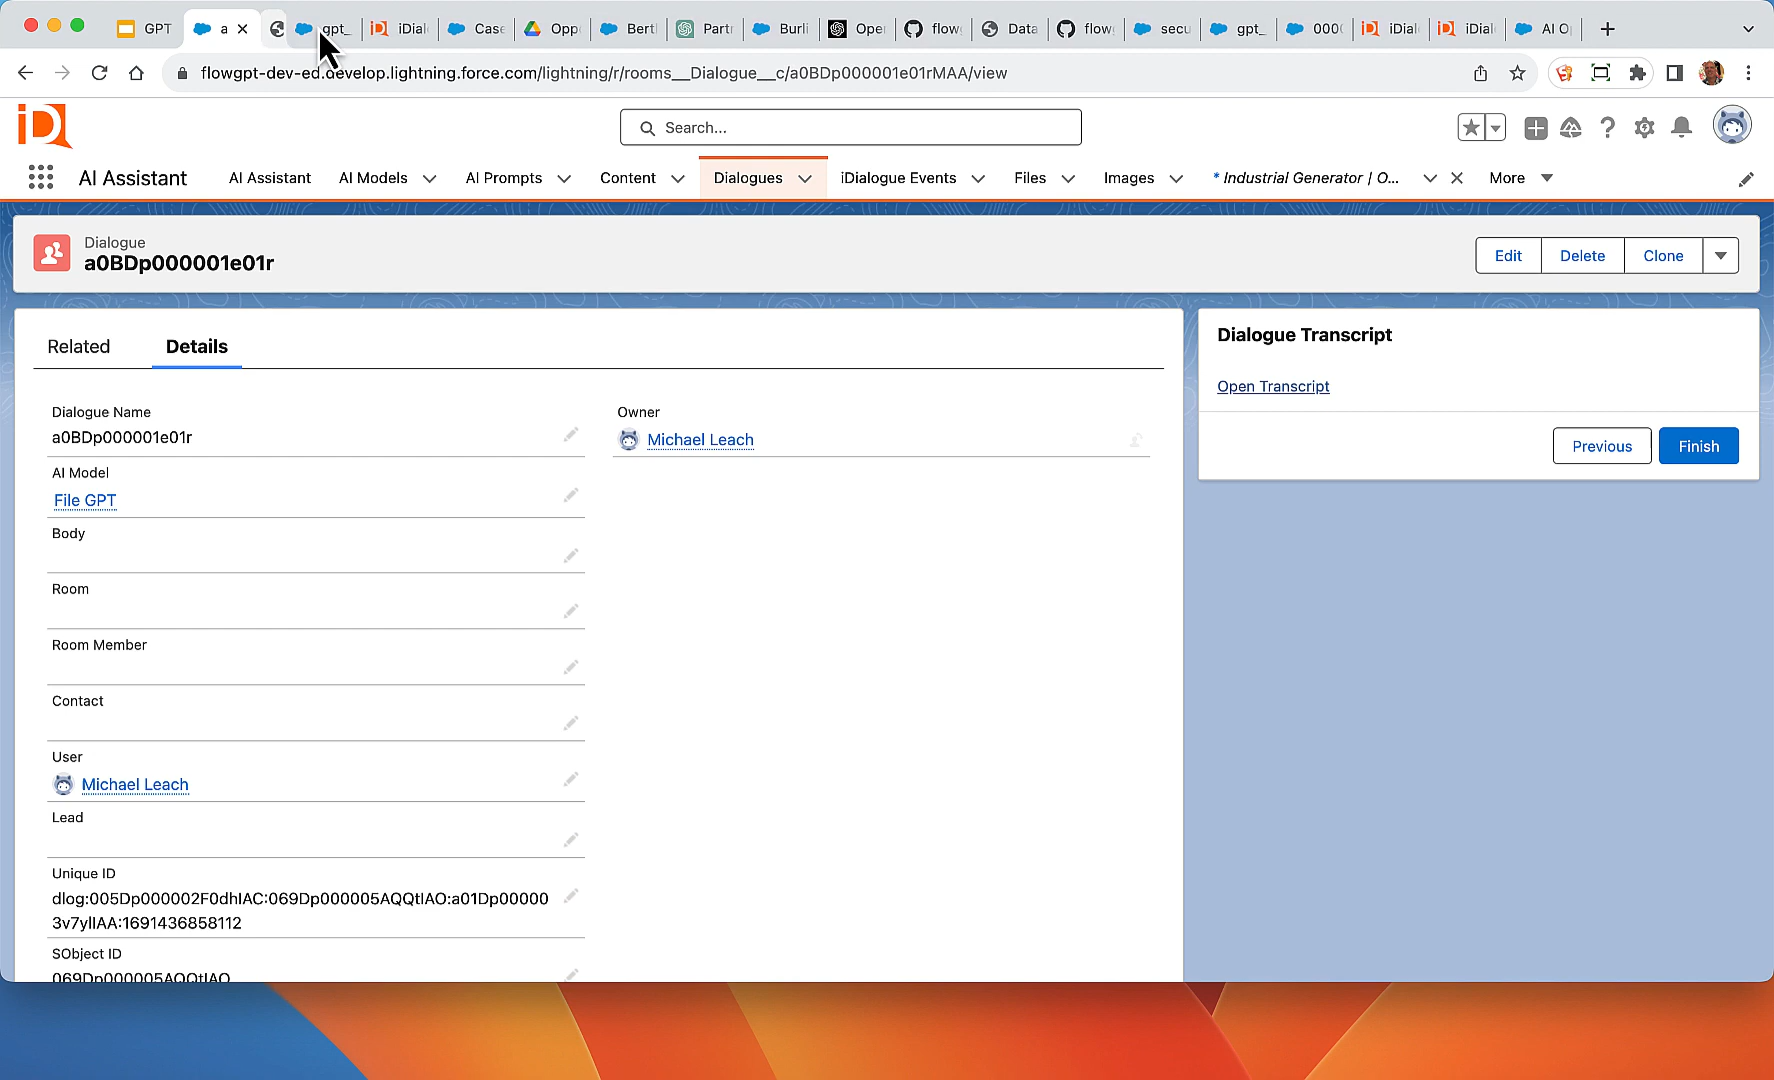 GPT
a
gpt_
iDial
Case
Opp
Bertl
Partr
Burli
Oper
flow
Data
flow
secu
gpt_
000
iDial
iDial
AI O
flowgpt-dev-ed.develop.lightning.force.com/lightning/r/rooms__Dialogue__c/a0BDp000001e01rMAA/view
iD
Search...
AI Assistant
AI Assistant
AI Models
AI Prompts
Content
Dialogues
iDialogue Events
Files
Images
* Industrial Generator | O...
More
Dialogue
a0BDp000001e01r
Edit
Delete
Clone
Related
Details
Dialogue Transcript
Open Transcript
Previous
Finish
Dialogue Name
a0BDp000001e01r
Owner
Michael Leach
AI Model
File GPT
Body
Room
Room Member
Contact
User
Michael Leach
Lead
Unique ID
dlog:005Dp000002F0dhIAC:069Dp000005AQQtIAO:a01Dp00000
3v7ylIAA:1691436858112
SObject ID
069Dp000005AQQtIAO